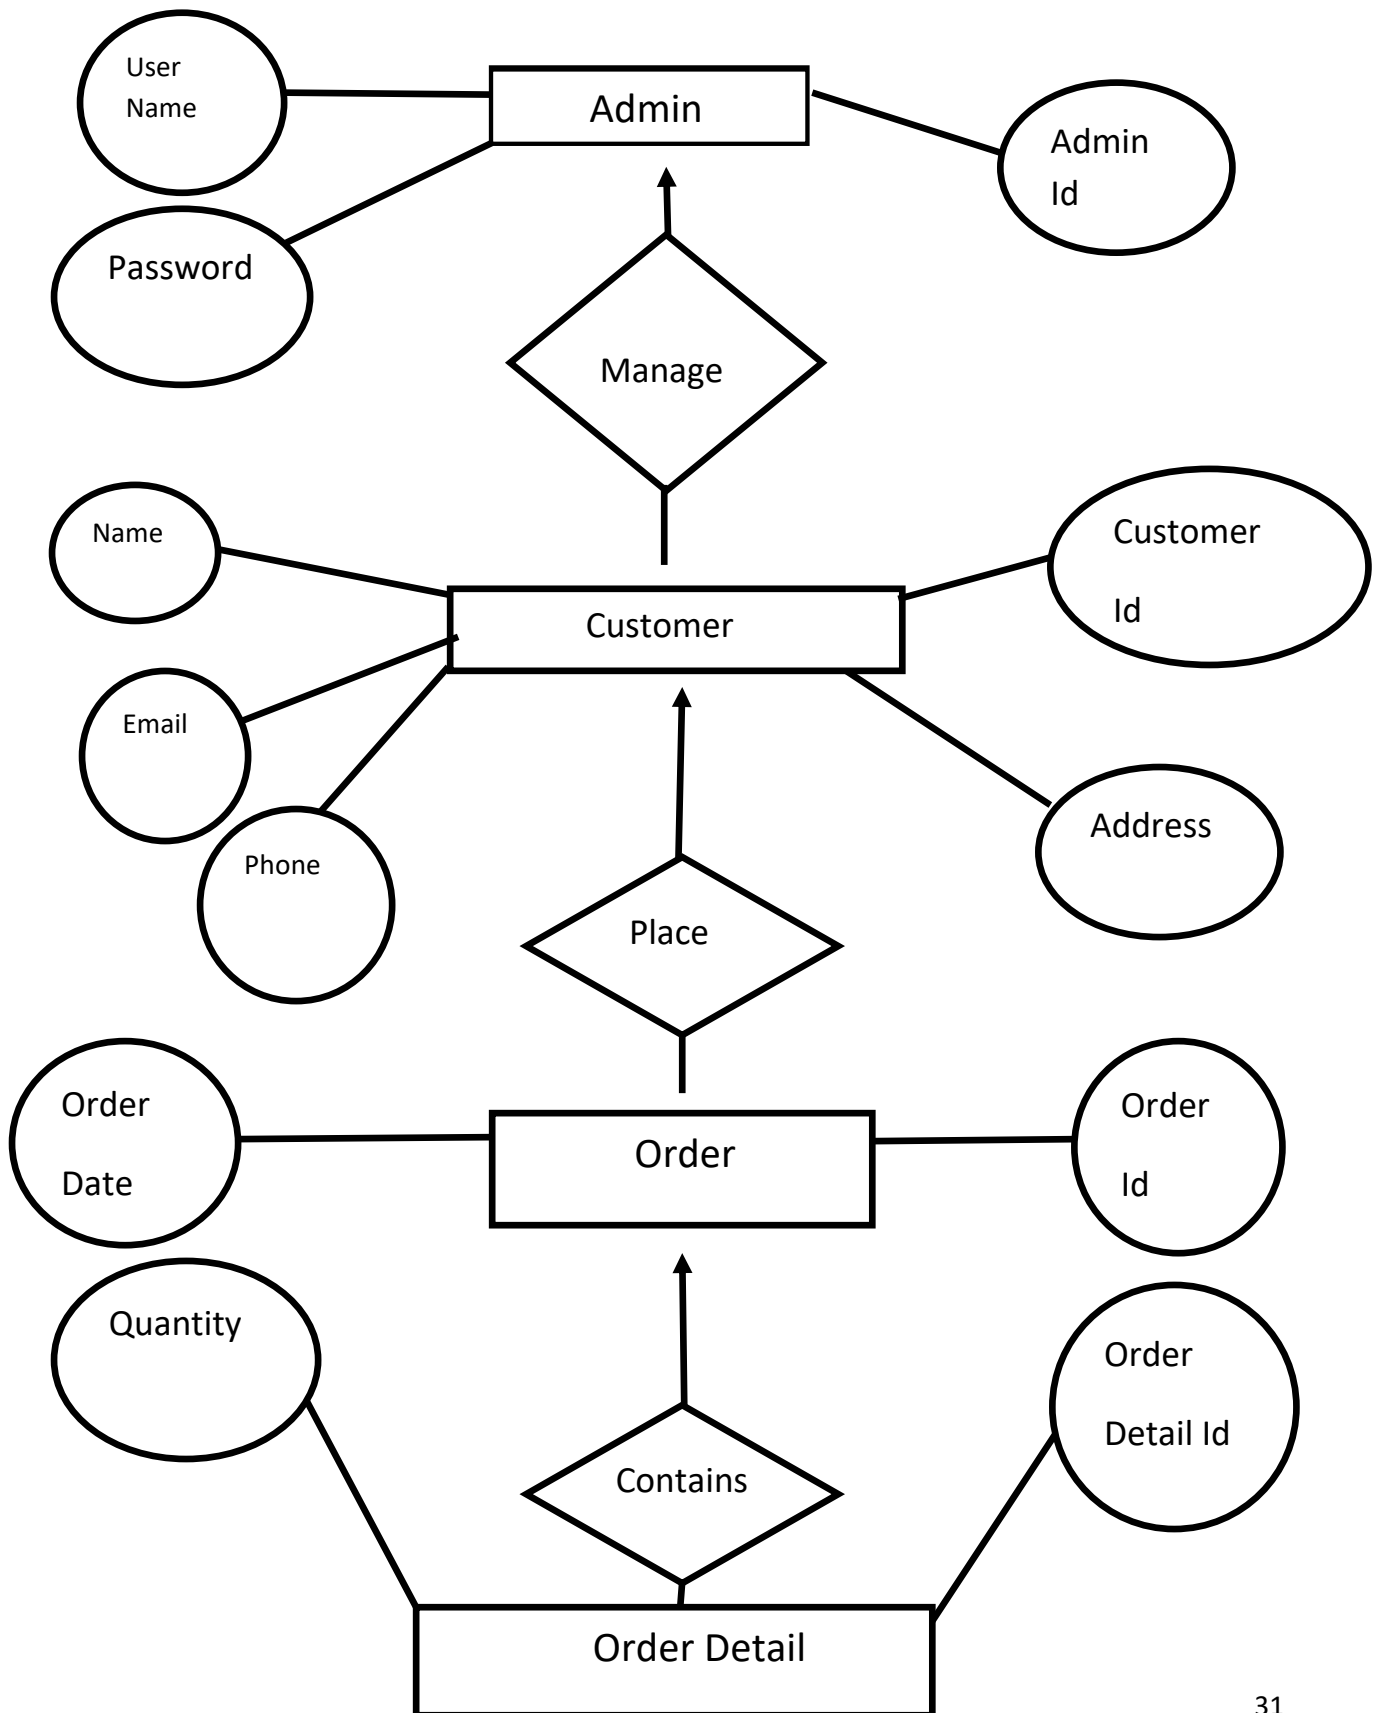 User
Name
Admin
Admin
Id
Password
Manage
Name
Customer
Id
Customer
Email
Phone
Address
Place
Order
Date
Order
Order
Id
Quantity
Order
Detail Id
Contains
Order Detail
31